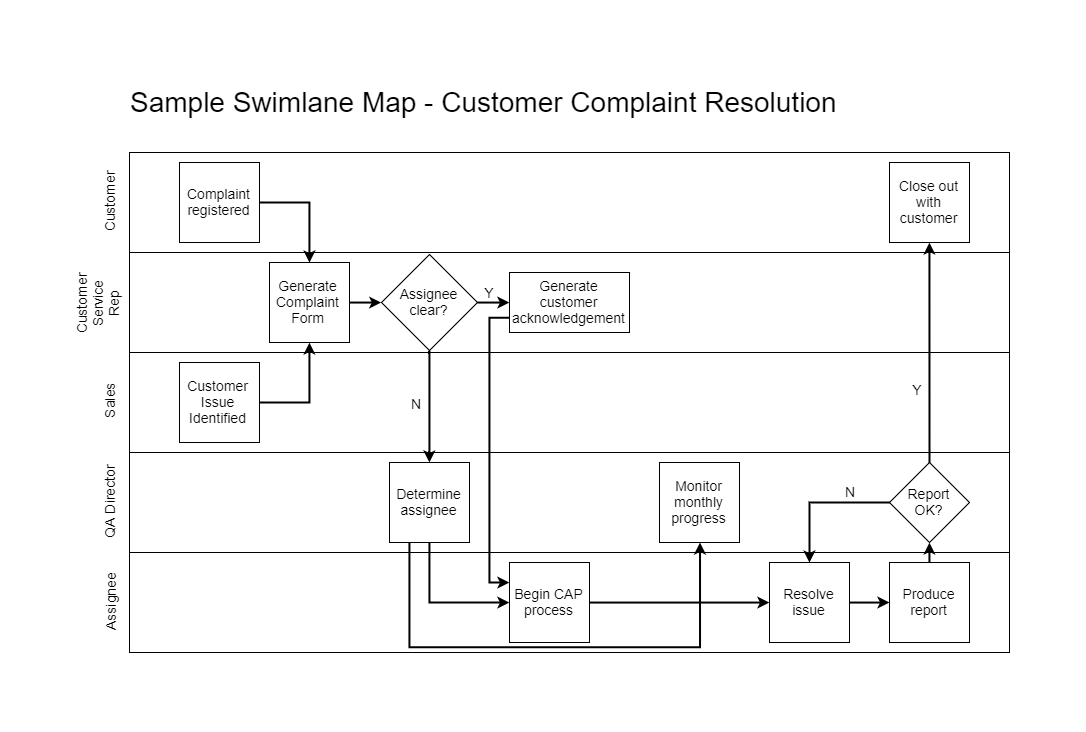 Sample Swimlane Map - Customer Complaint Resolution
Customer
Complaint
registered
Close out
with
customer
Customer
Service
Rep
Generate
Complaint
Form
Assignee
clear?
Y
Generate
customer
acknowledgement
Sales
Customer
Issue
Identified
N
Y
QA Director
Determine
assignee
Monitor
monthly
progress
N
Report
OK?
Assignee
Begin CAP
process
Resolve
issue
Produce
report